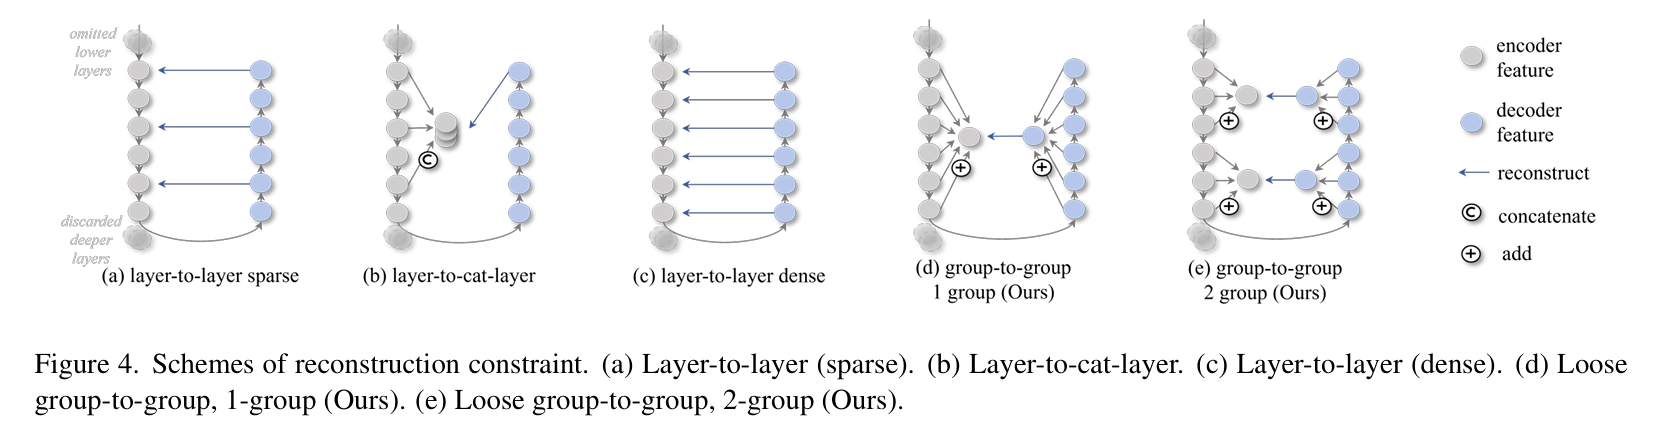 omitted
lower
layers
discarded
deeper
layers
(a) layer-to-layer sparse
C
(b) layer-to-cat-layer
(c) layer-to-layer dense
(d) group-to-group
1 group (Ours)
(e) group-to-group
2 group (Ours)
encoder
feature
decoder
feature
reconstruct
C concatenate
+ add
Figure 4. Schemes of reconstruction constraint. (a) Layer-to-layer (sparse). (b) Layer-to-cat-layer. (c) Layer-to-layer (dense). (d) Loose
group-to-group, 1-group (Ours). (e) Loose group-to-group, 2-group (Ours).